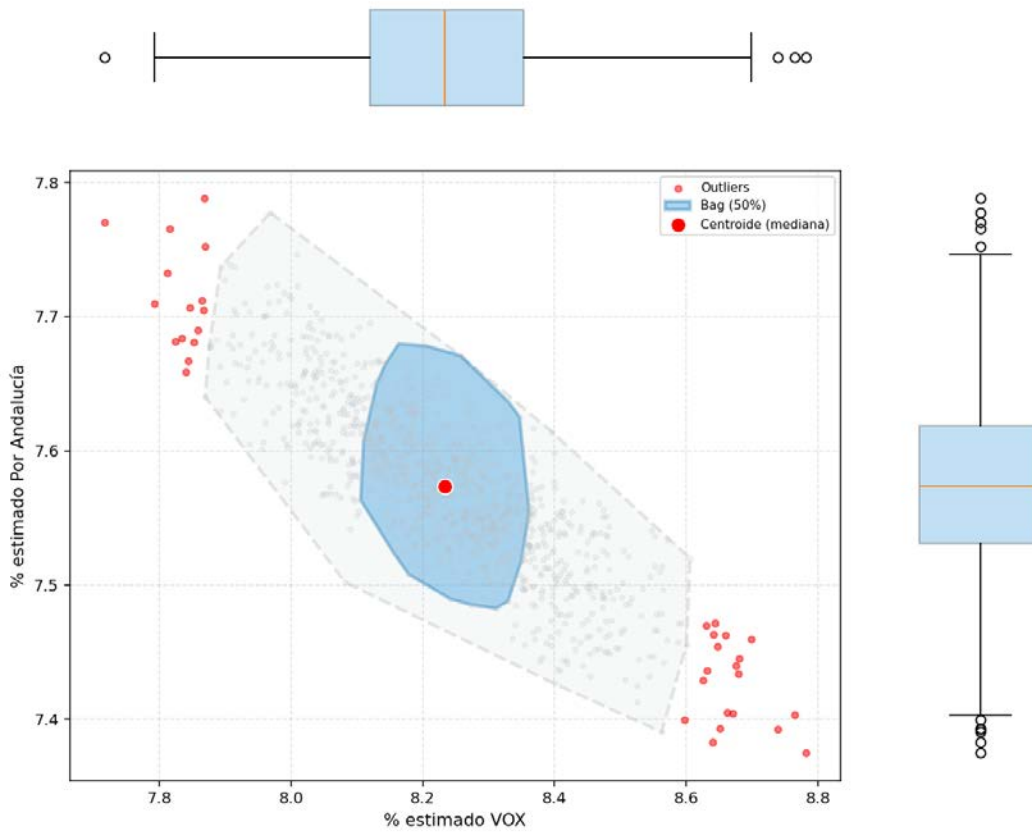 7.8
7.7
7.6
7.5
7.4
% estimado Por Andalucía
Outliers
Bag (50%)
Centroide (mediana)
7.8
8.0
8.2
8.4
8.6
8.8
% estimado VOX